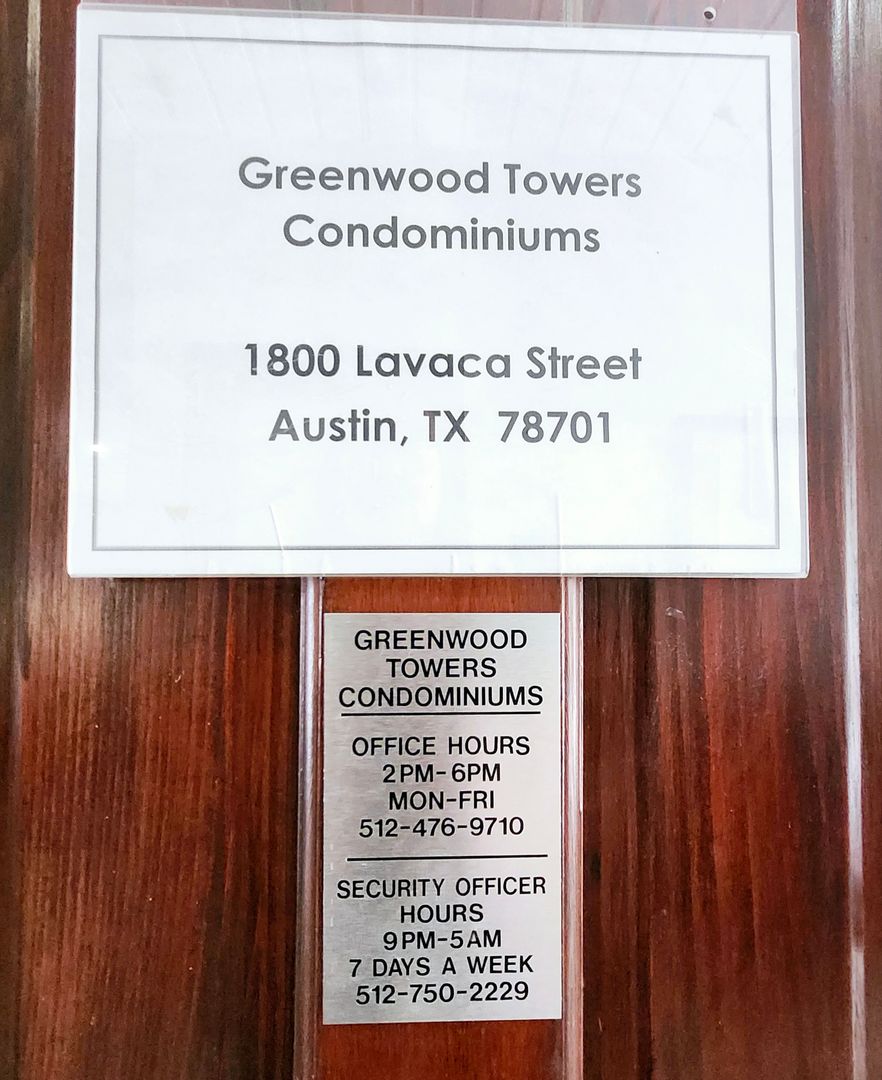 Greenwood Towers
Condominiums
1800 Lavaca Street
Austin, TX 78701
GREENWOOD
TOWERS
CONDOMINIUMS
OFFICE HOURS
2PM-6PM
MON-FRI
512-476-9710
SECURITY OFFICER
HOURS
9PM-5AM
7 DAYS A WEEK
512-750-2229